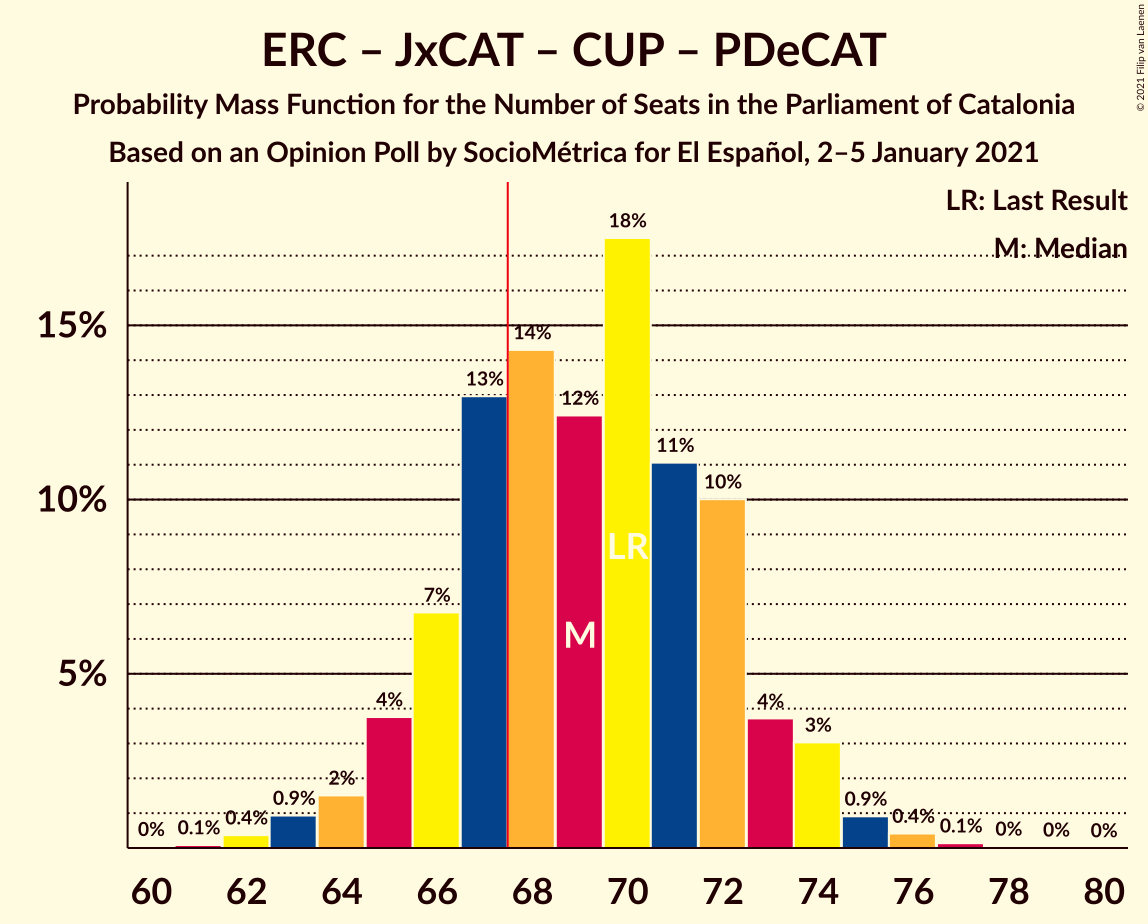 ERC – JxCAT – CUP – PDeCAT
Probability Mass Function for the Number of Seats in the Parliament of Catalonia
Based on an Opinion Poll by SocioMétrica for El Español, 2–5 January 2021
© 2021 Filip van Laenen
LR: Last Result
M: Median
18%
15%
14%
13%
12%
11%
10%
10%
LR
7%
M
5%
4%
4%
3%
2%
0.9%
0.9%
0.4%
0.4%
0% 0.1%
0.1% 0% 0% 0%
60 62 64 66 68 70 72 74 76 78 80